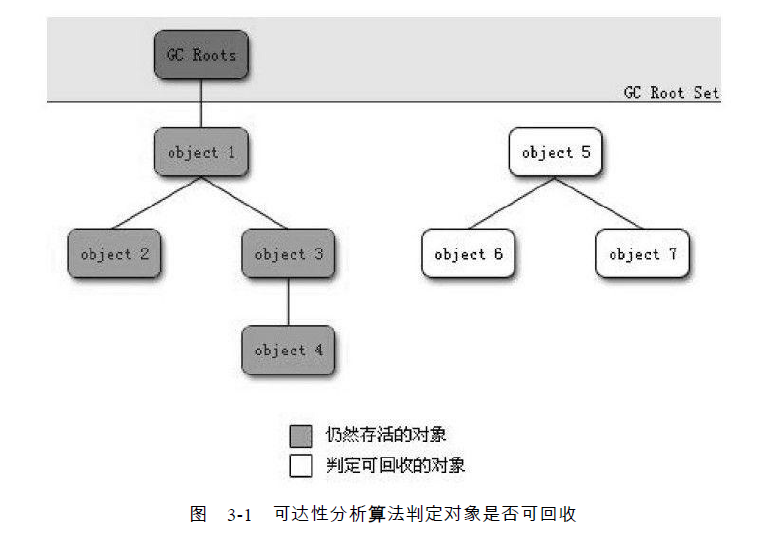 GC Roots
GC Root Set
object 1
object 5
object 2
object 3
object 6
object 7
object 4
仍然存活的对象
判定可回收的对象
图 3-1 可达性分析算法判定对象是否可回收